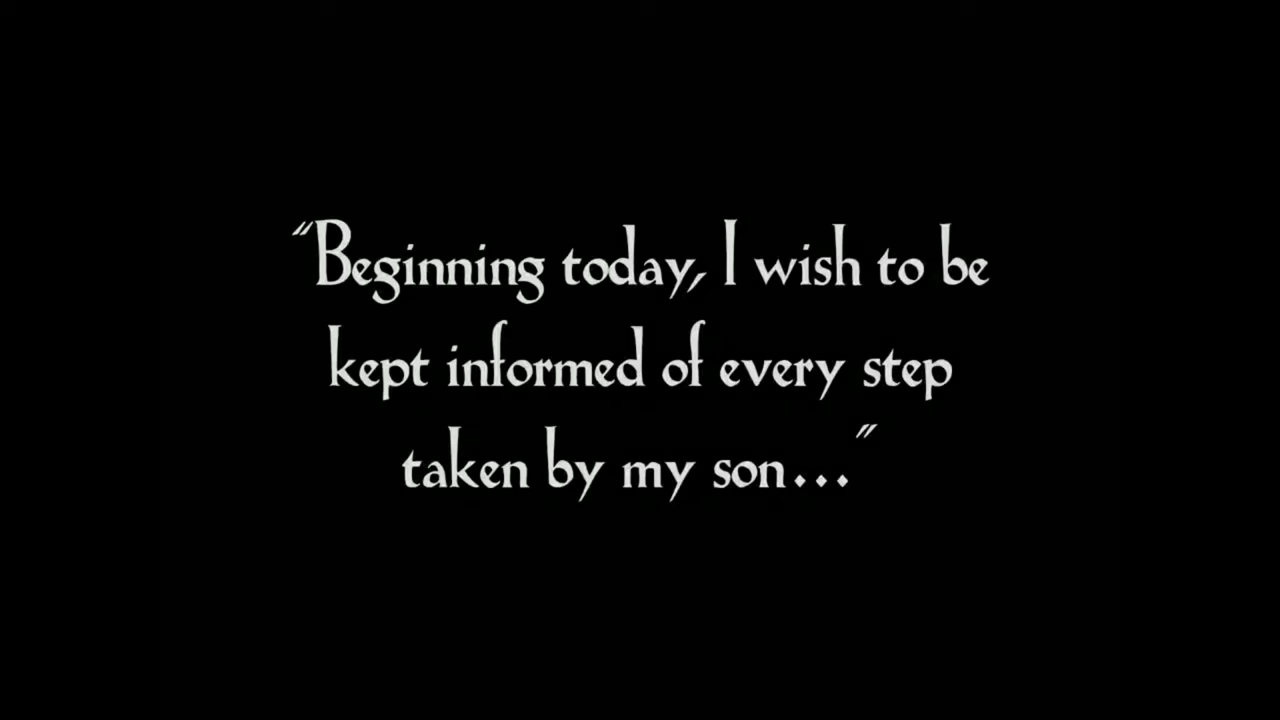 “Beginning today, I wish to be
kept informed of every step
taken by my son...”